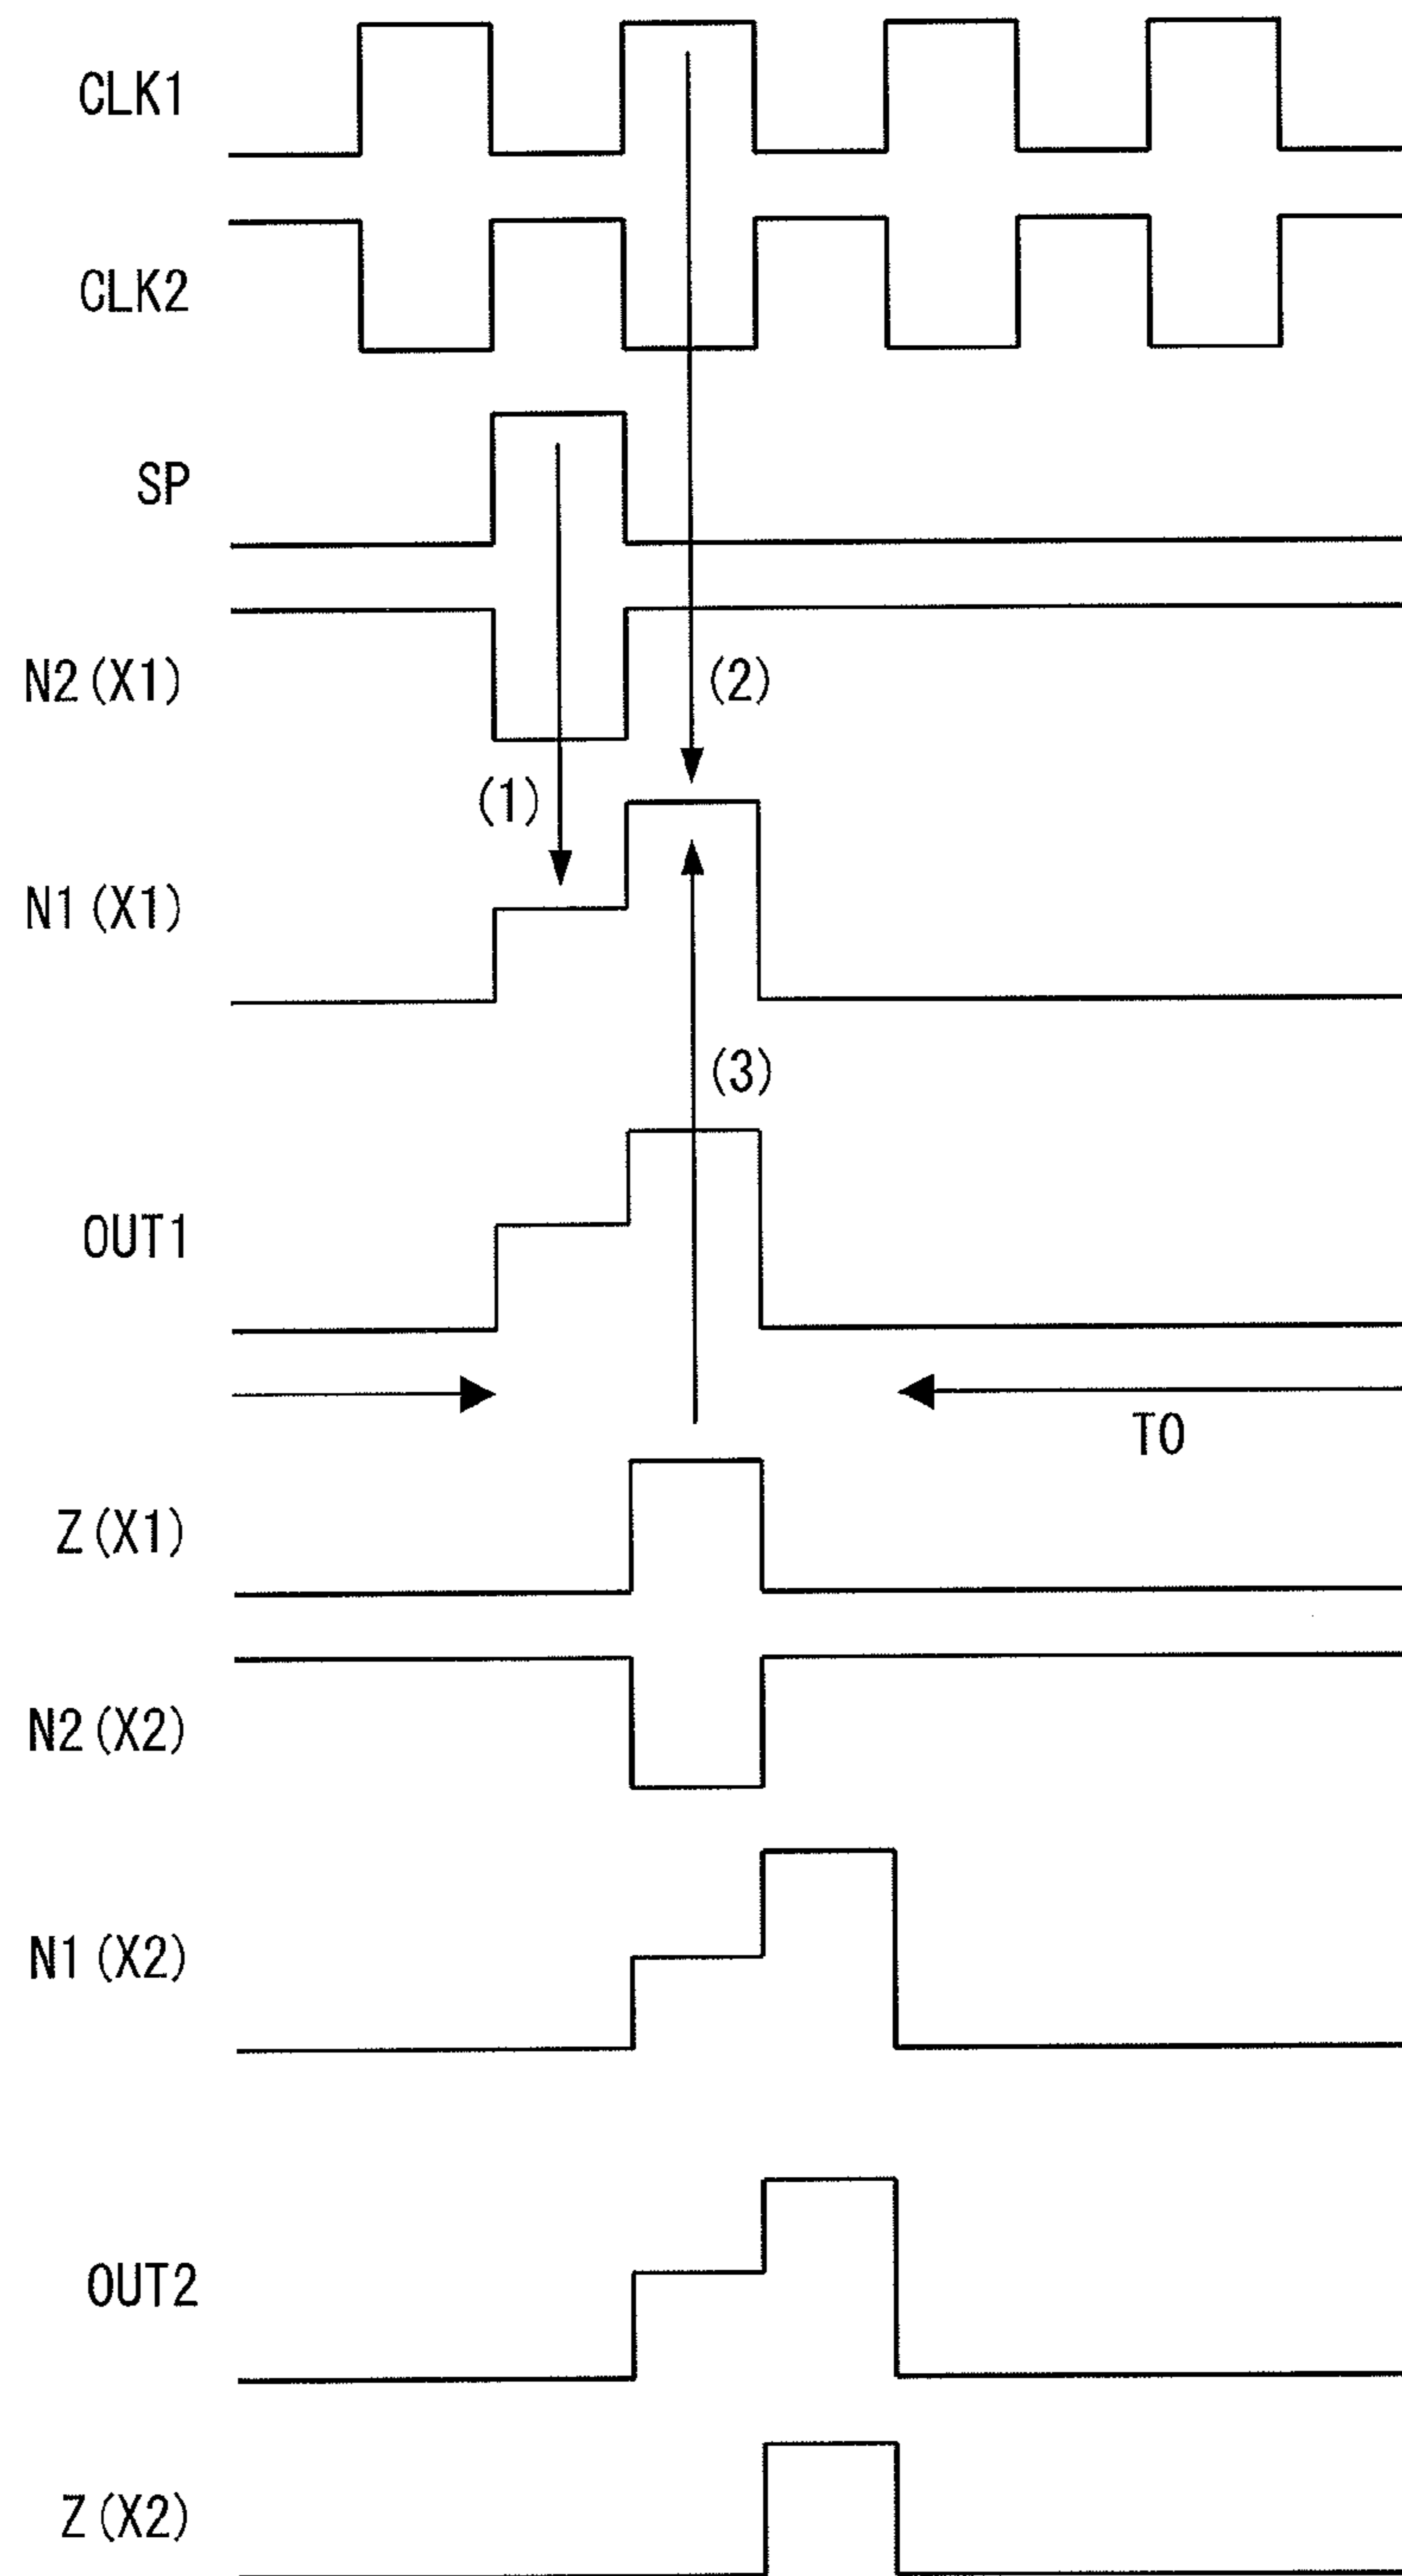 CLK1
CLK2
SP
N2(X1)
(2)
(1)
N1(X1)
(3)
OUT1
T0
Z(X1)
N2(X2)
N1(X2)
OUT2
Z(X2)